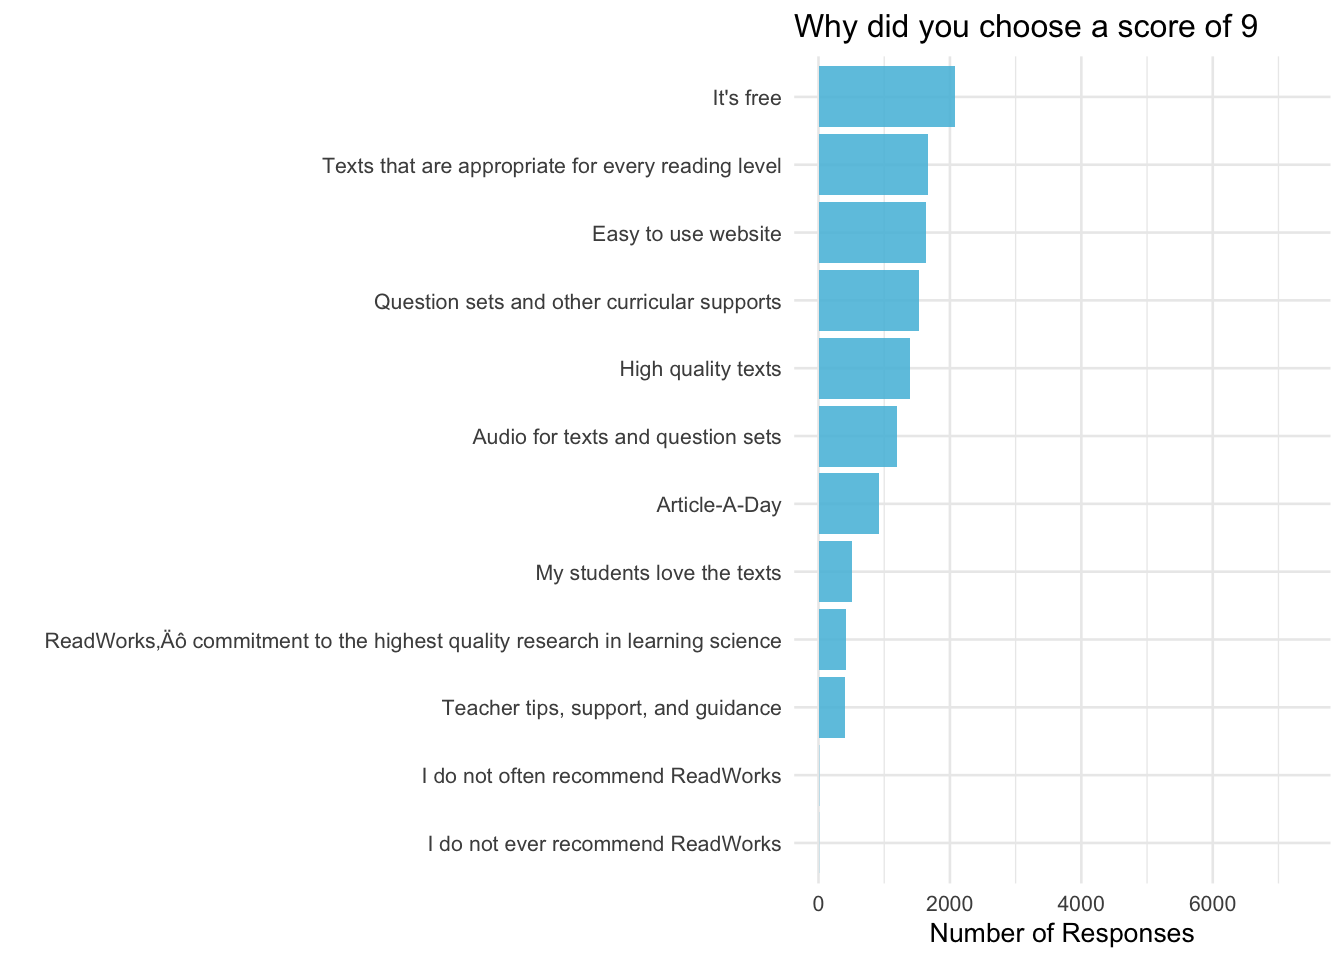 Why did you choose a score of 9
It's free
Texts that are appropriate for every reading level
Easy to use website
Question sets and other curricular supports
High quality texts
Audio for texts and question sets
Article-A-Day
My students love the texts
ReadWorks‚Äô commitment to the highest quality research in learning science
Teacher tips, support, and guidance
I do not often recommend ReadWorks
I do not ever recommend ReadWorks
0 2000 4000 6000
Number of Responses